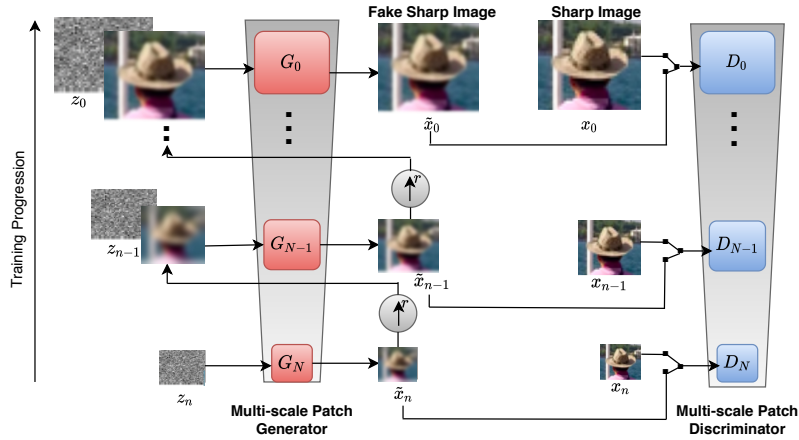 Fake Sharp Image
Sharp Image
G_0
D_0
z_0
x̃_0
x_0
Training Progression
r
z_{n-1}
G_{N-1}
x̃_{n-1}
x_{n-1}
D_{N-1}
r
z_n
G_N
x̃_n
x_n
D_N
Multi-scale Patch
Generator
Multi-scale Patch
Discriminator